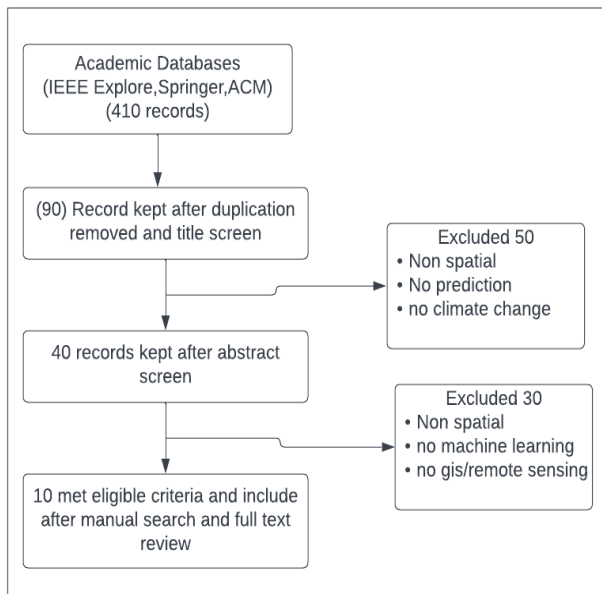 Academic Databases
(IEEE Explore,Springer,ACM)
(410 records)
(90) Record kept after duplication
removed and title screen
Excluded 50
• Non spatial
• No prediction
• no climate change
40 records kept after abstract
screen
Excluded 30
• Non spatial
• no machine learning
• no gis/remote sensing
10 met eligible criteria and include
after manual search and full text
review